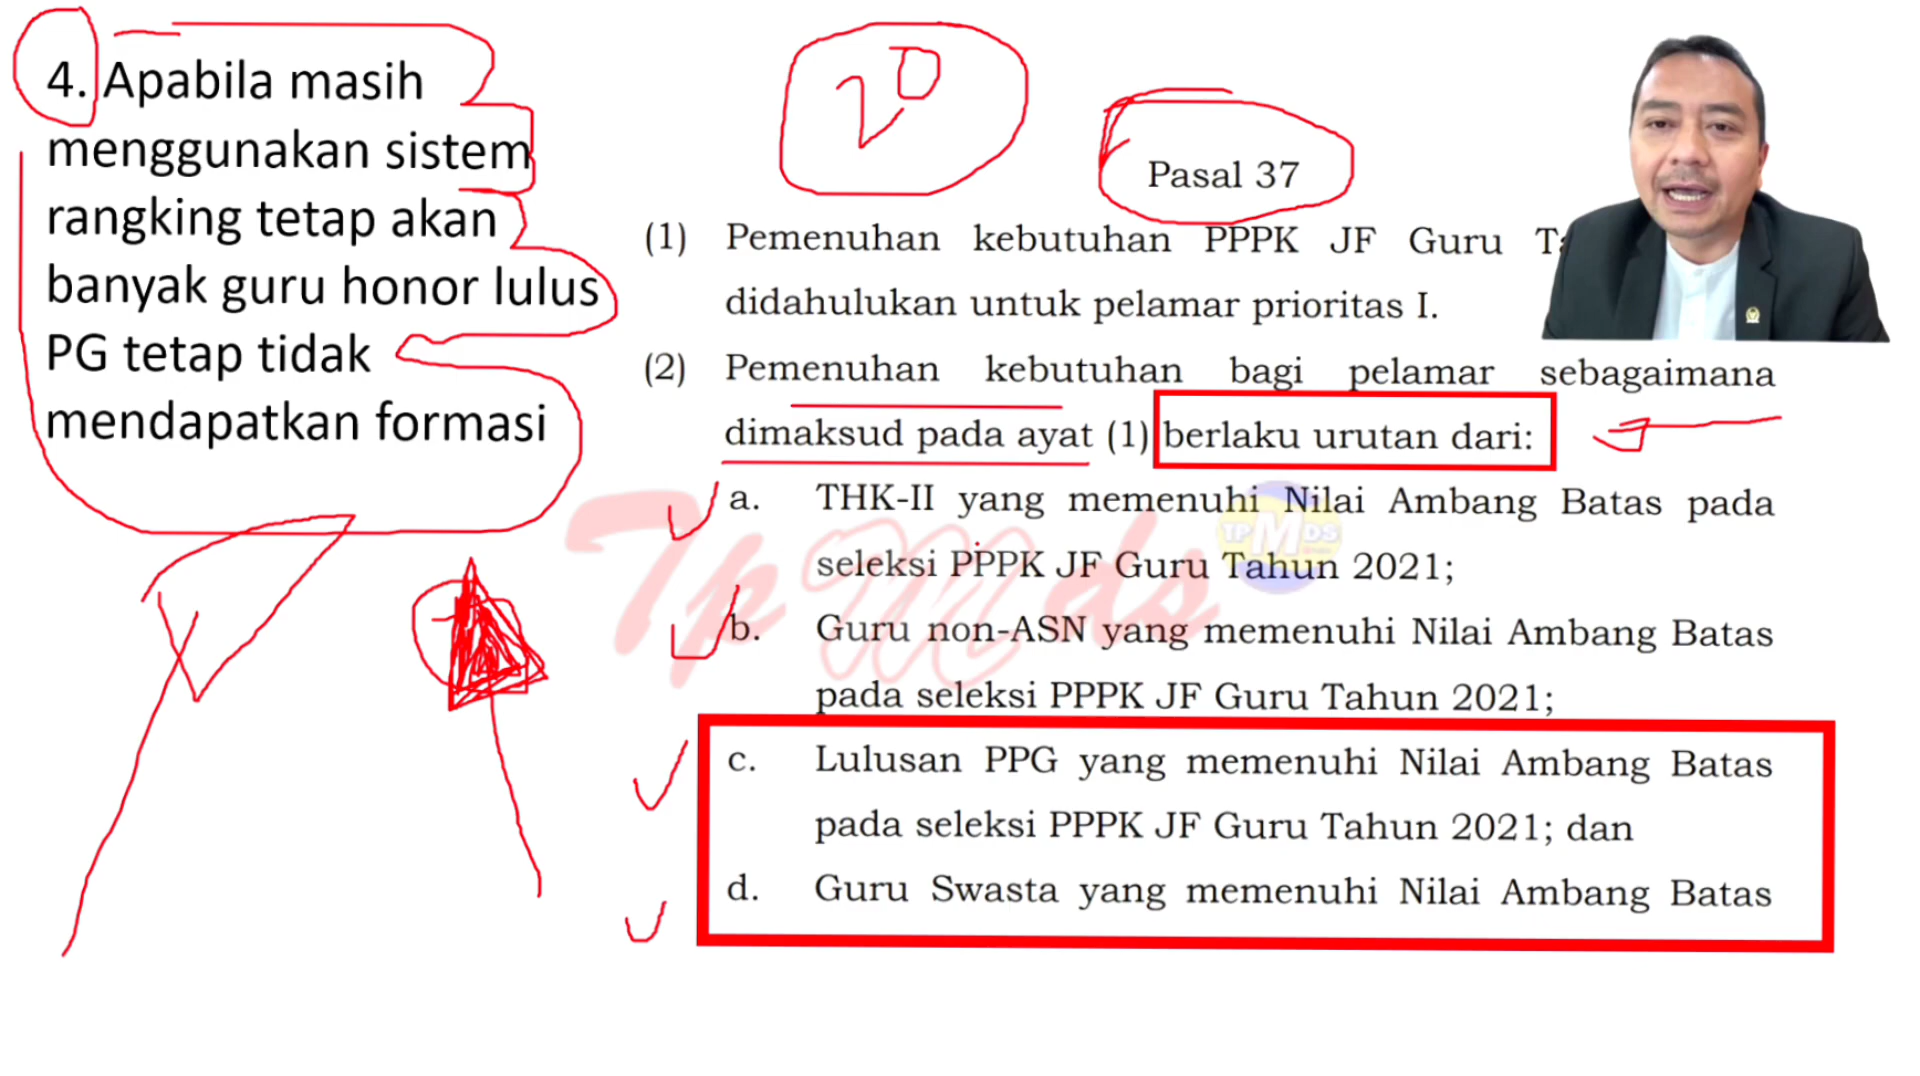 4. Apabila masih
menggunakan sistem
rangking tetap akan
banyak guru honor lulus
PG tetap tidak
mendapatkan formasi
Pasal 37
(1) Pemenuhan kebutuhan PPPK JF Guru
didahulukan untuk pelamar prioritas I.
(2) Pemenuhan kebutuhan bagi pelamar sebagaimana
dimaksud pada ayat (1) berlaku urutan dari:
a. THK-II yang memenuhi Nilai Ambang Batas pada
seleksi PPPK JF Guru Tahun 2021;
b. Guru non-ASN yang memenuhi Nilai Ambang Batas
pada seleksi PPPK JF Guru Tahun 2021;
c. Lulusan PPG yang memenuhi Nilai Ambang Batas
pada seleksi PPPK JF Guru Tahun 2021; dan
d. Guru Swasta yang memenuhi Nilai Ambang Batas
Tp M ds
TPMDS